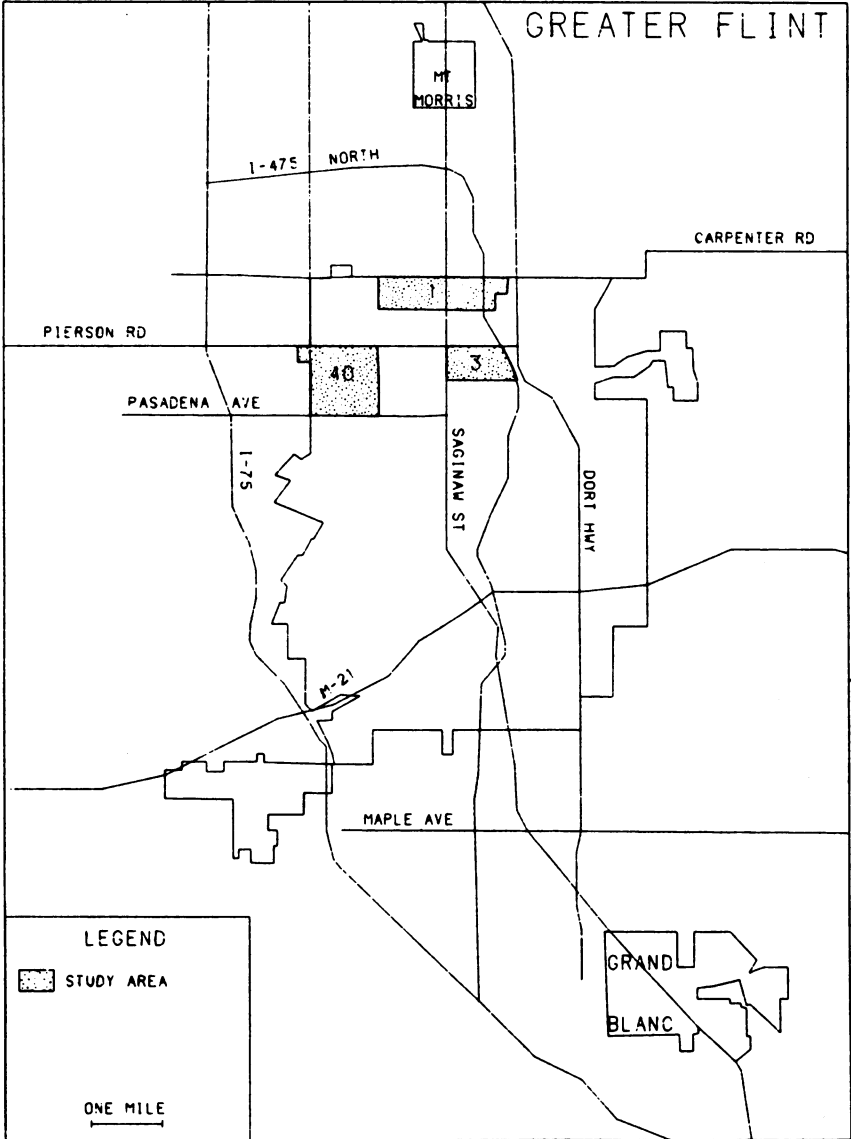 GREATER FLINT
MT
MORRIS
I-475 NORTH
CARPENTER RD
1
PIERSON RD
40
3
PASADENA AVE
I-75
SAGINAW ST
DORT HWY
M-21
MAPLE AVE
LEGEND
STUDY AREA
GRAND
BLANC
ONE MILE